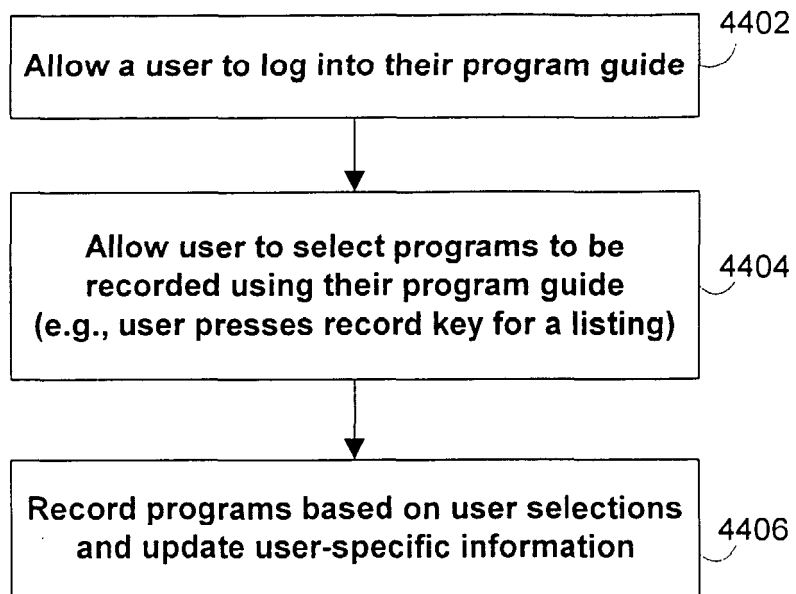 4402
Allow a user to log into their program guide
Allow user to select programs to be
recorded using their program guide
(e.g., user presses record key for a listing)
4404
Record programs based on user selections
and update user-specific information
4406